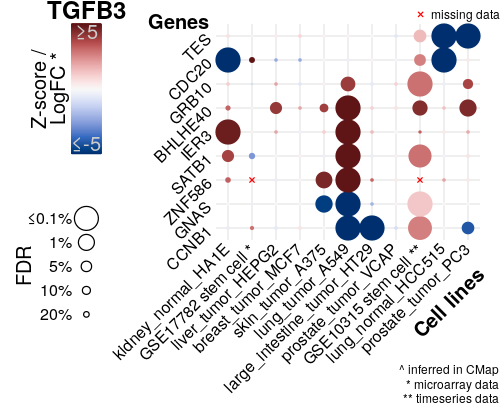 TGFB3
Genes
× missing data
≥5
≤-5
Z-score /
LogFC *
TES
CDC20
GRB10
BHLHE40
IER3
SATB1
ZNF586
GNAS
CCNB1
FDR
≤0.1%
1%
5%
10%
20%
kidney_normal_HA1E
GSE17782 stem cell *
liver_tumor_HEPG2
breast_tumor_MCF7
skin_tumor_A375
lung_tumor_A549
large_Intestine_tumor_HT29
prostate_tumor_VCAP
GSE10315 stem cell **
lung_normal_HCC515
prostate_tumor_PC3
Cell lines
^ inferred in CMap
* microarray data
** timeseries data